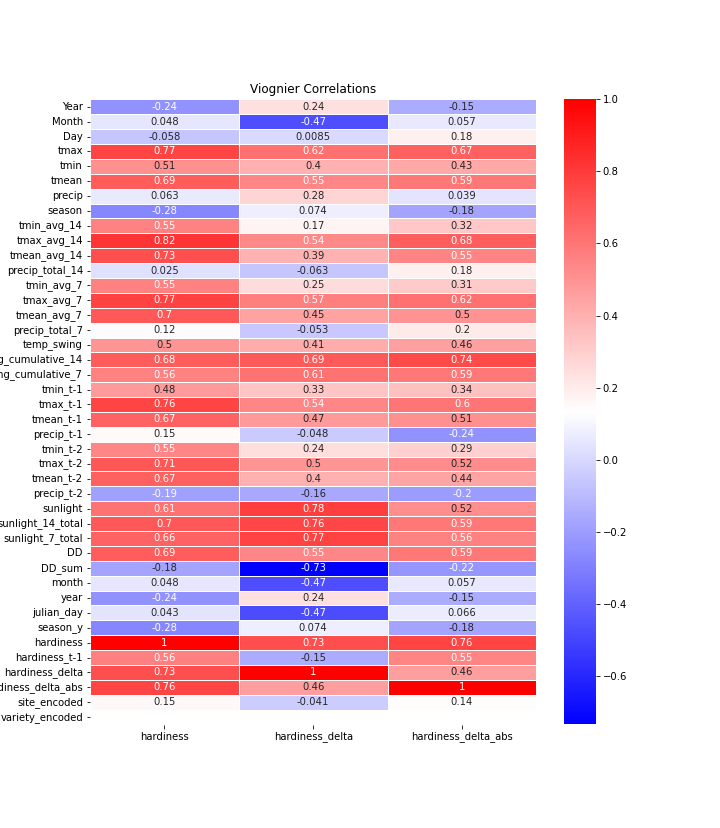 Viognier Correlations
Year -0.24 0.24 -0.15
Month 0.048 -0.47 0.057
Day -0.058 0.0085 0.18
tmax 0.77 0.62 0.67
tmin 0.51 0.4 0.43
tmean 0.69 0.55 0.59
precip 0.063 0.28 0.039
season -0.28 0.074 -0.18
tmin_avg_14 0.55 0.17 0.32
tmax_avg_14 0.82 0.54 0.68
tmean_avg_14 0.73 0.39 0.55
precip_total_14 0.025 -0.063 0.18
tmin_avg_7 0.55 0.25 0.31
tmax_avg_7 0.77 0.57 0.62
tmean_avg_7 0.7 0.45 0.5
precip_total_7 0.12 -0.053 0.2
temp_swing 0.5 0.41 0.46
g_cumulative_14 0.68 0.69 0.74
ng_cumulative_7 0.56 0.61 0.59
tmin_t-1 0.48 0.33 0.34
tmax_t-1 0.76 0.54 0.6
tmean_t-1 0.67 0.47 0.51
precip_t-1 0.15 -0.048 -0.24
tmin_t-2 0.55 0.24 0.29
tmax_t-2 0.71 0.5 0.52
tmean_t-2 0.67 0.4 0.44
precip_t-2 -0.19 -0.16 -0.2
sunlight 0.61 0.78 0.52
sunlight_14_total 0.7 0.76 0.59
sunlight_7_total 0.66 0.77 0.56
DD 0.69 0.55 0.59
DD_sum -0.18 -0.73 -0.22
month 0.048 -0.47 0.057
year -0.24 0.24 -0.15
julian_day 0.043 -0.47 0.066
season_y -0.28 0.074 -0.18
hardiness 1 0.73 0.76
hardiness_t-1 0.56 -0.15 0.55
hardiness_delta 0.73 1 0.46
diness_delta_abs 0.76 0.46 1
site_encoded 0.15 -0.041 0.14
variety_encoded
hardiness hardiness_delta hardiness_delta_abs
1.0
0.8
0.6
0.4
0.2
0.0
−0.2
−0.4
−0.6